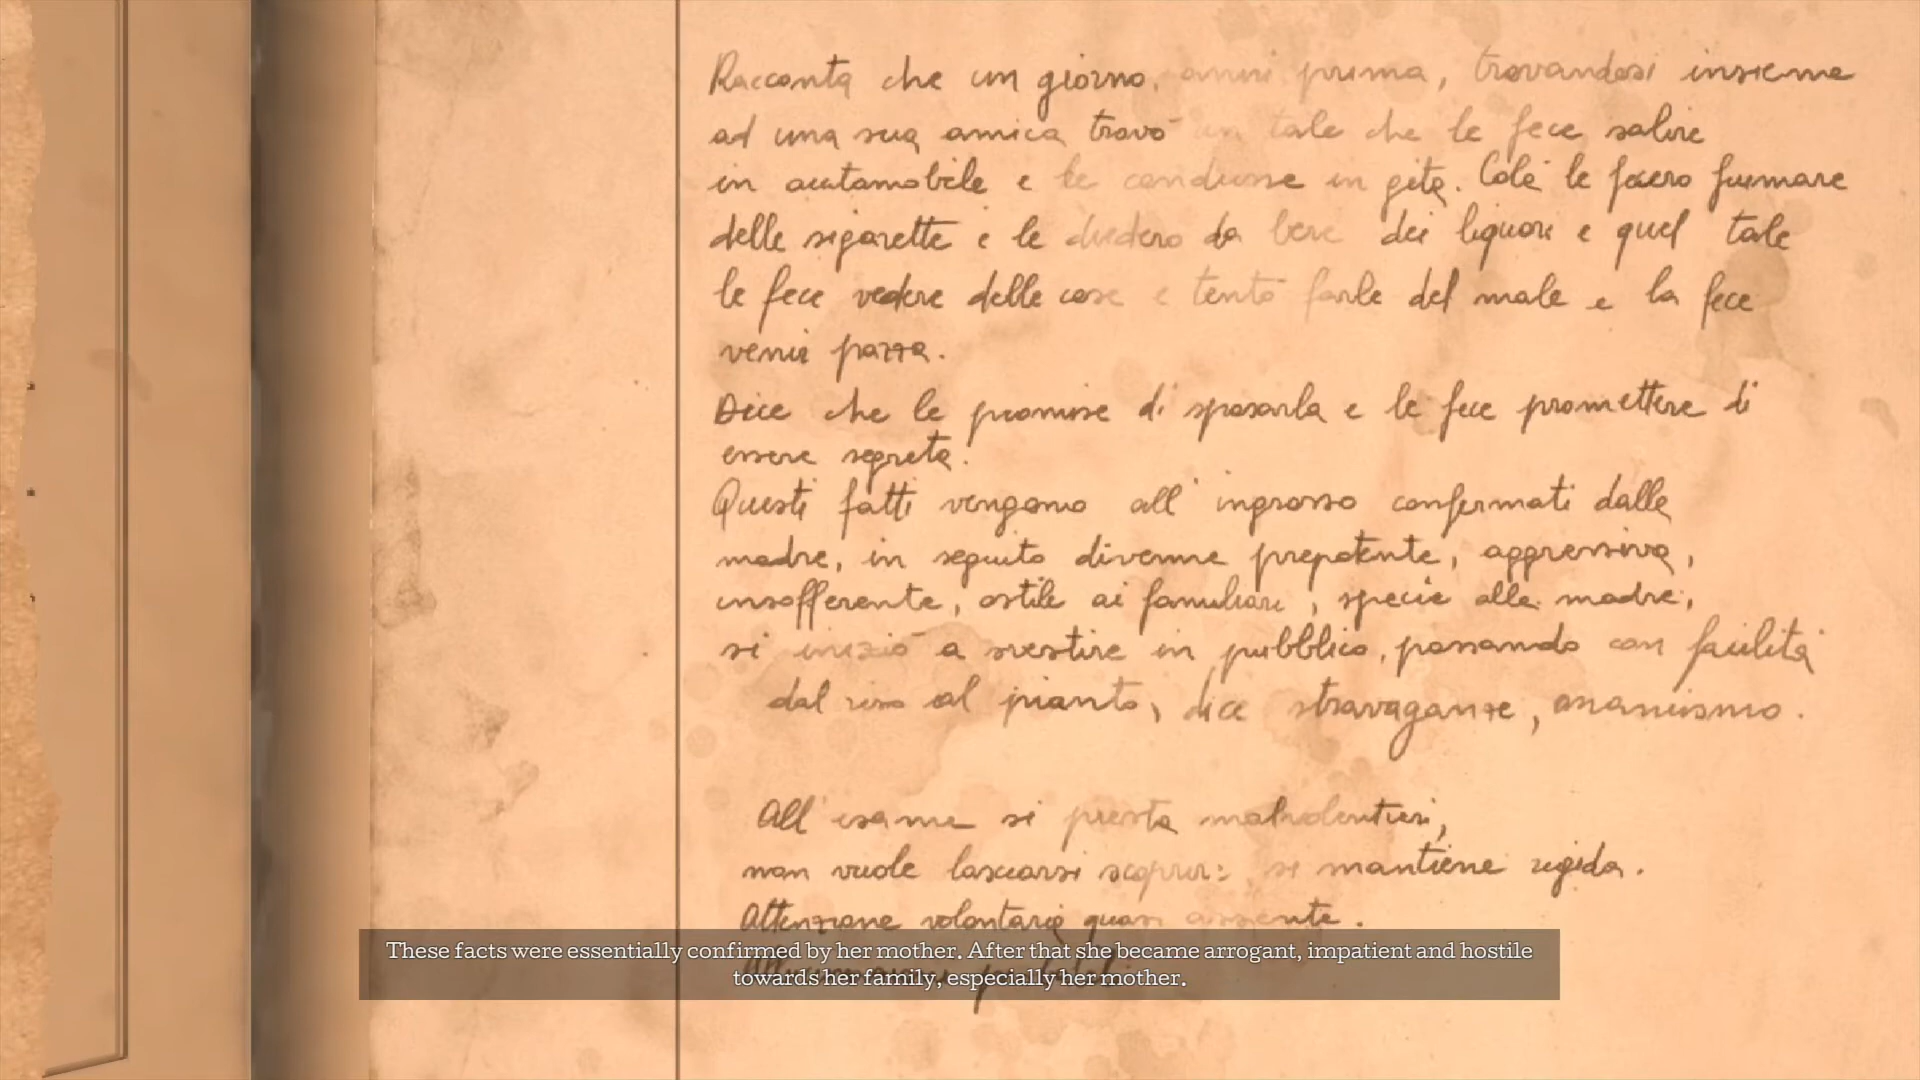 Racconta che un giorno, anni prima, trovandosi insieme
ad una sua amica trovò un tale che le fece salire
in automobile e le condusse in gita. Colà le fecero fumare
delle sigarette e le diedero da bere dei liquori e quel tale
le fece vedere delle cose e tentò farle del male e la fece
venir pazza.
Dice che le promise di sposarla e le fece promettere di
essere segreta.
Questi fatti vengono all' ingrosso confermati dalla
madre, in seguito divenne prepotente, aggressiva,
insofferente, ostile ai famigliari, specie alla madre,
si iniziò a svestire in pubblico, passando con facilità
dal riso al pianto, dice stravaganze, onanismo.
All' esame si presta malvolentieri,
non vuole lasciarsi scoprire: si mantiene rigida.
Attenzione volontaria quasi assente.
These facts were essentially confirmed by her mother. After that she became arrogant, impatient and hostile
towards her family, especially her mother.